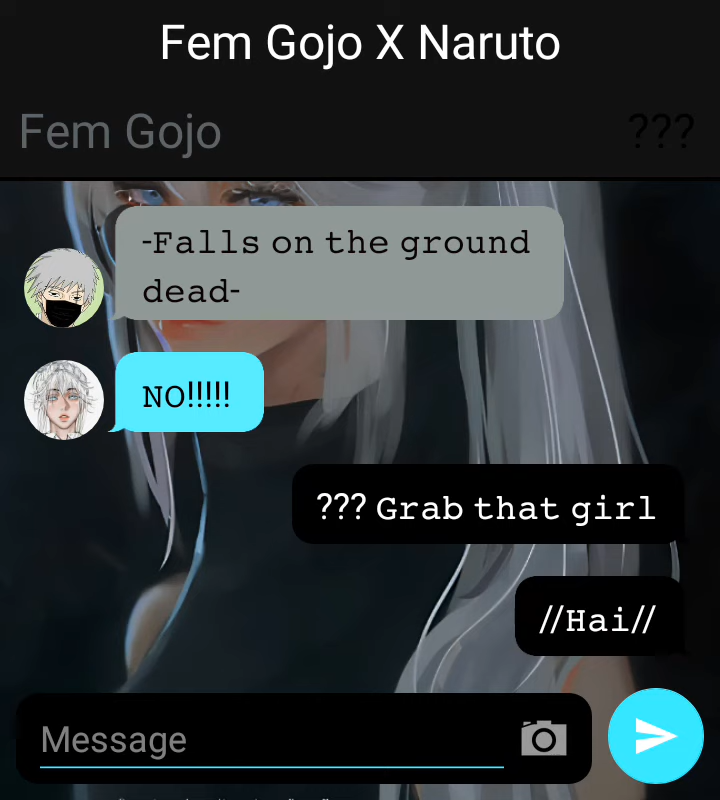 Fem Gojo X Naruto
Fem Gojo
???
-Falls on the ground
dead-
NO!!!!!
??? Grab that girl
//Hai//
Message